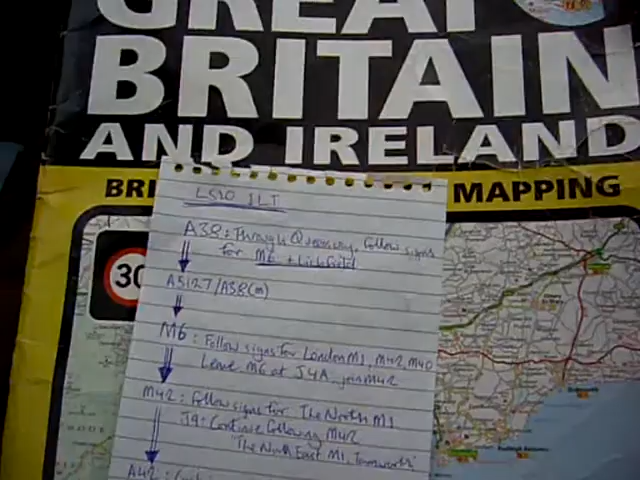 GREAT
BRITAIN
AND IRELAND
BRI MAPPING
LS10 1LT
A38: Through Queensway. Follow signs
for M6 + Lichfield
30
A5127/A38(m)
M6: Follow signs for London M1, M42, M40
Leave M6 at J4A, join M42
M42: Follow signs for The North M1
J9: Continue following M42
"The North East M1, Tamworth"
A42: